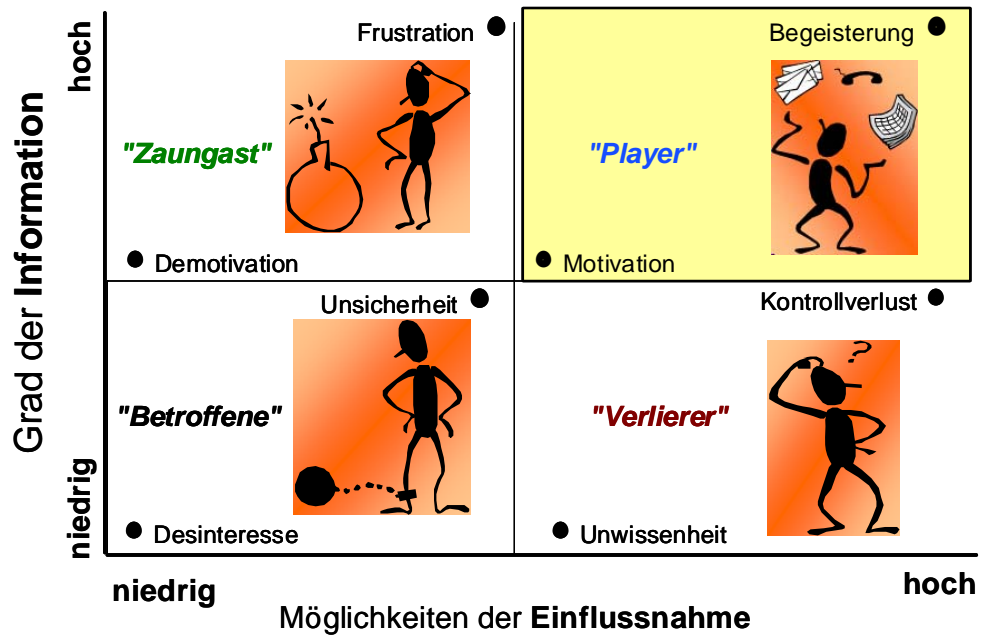 Grad der Information
hoch
niedrig
Frustration
"Zaungast"
Demotivation
Begeisterung
"Player"
Motivation
Unsicherheit
"Betroffene"
Desinteresse
Kontrollverlust
?
"Verlierer"
Unwissenheit
niedrig
hoch
Möglichkeiten der Einflussnahme